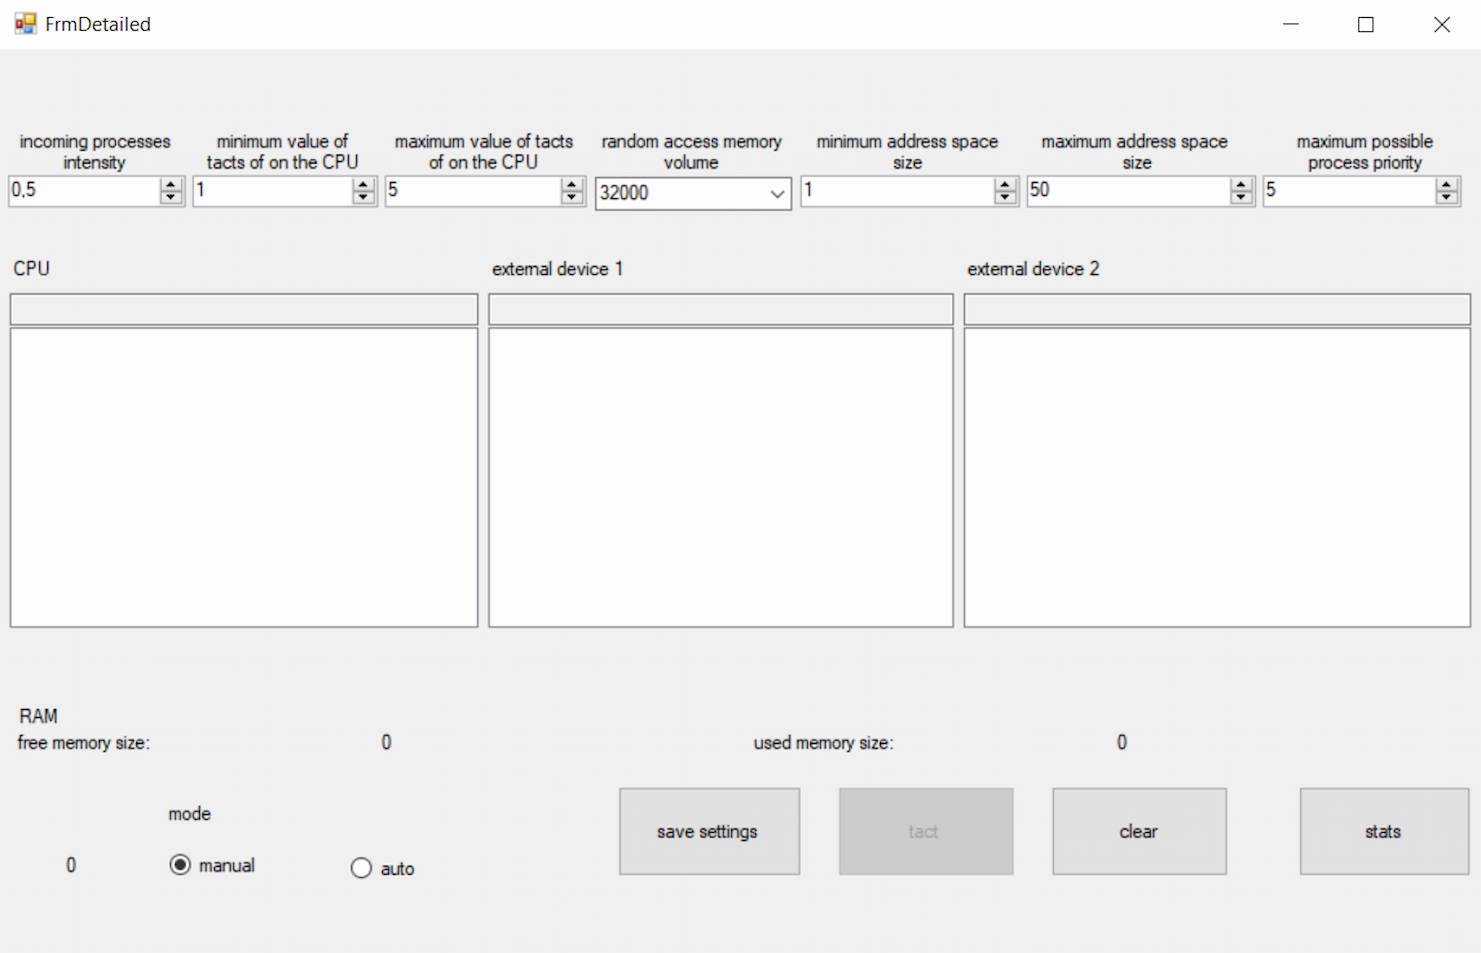 FrmDetailed
incoming processes
intensity
minimum value of
tacts of on the CPU
maximum value of tacts
of on the CPU
random access memory
volume
minimum address space
size
maximum address space
size
maximum possible
process priority
0,5
1
5
32000
1
50
5
CPU
external device 1
external device 2
RAM
free memory size:
0
used memory size:
0
mode
0
manual
auto
save settings
tact
clear
stats